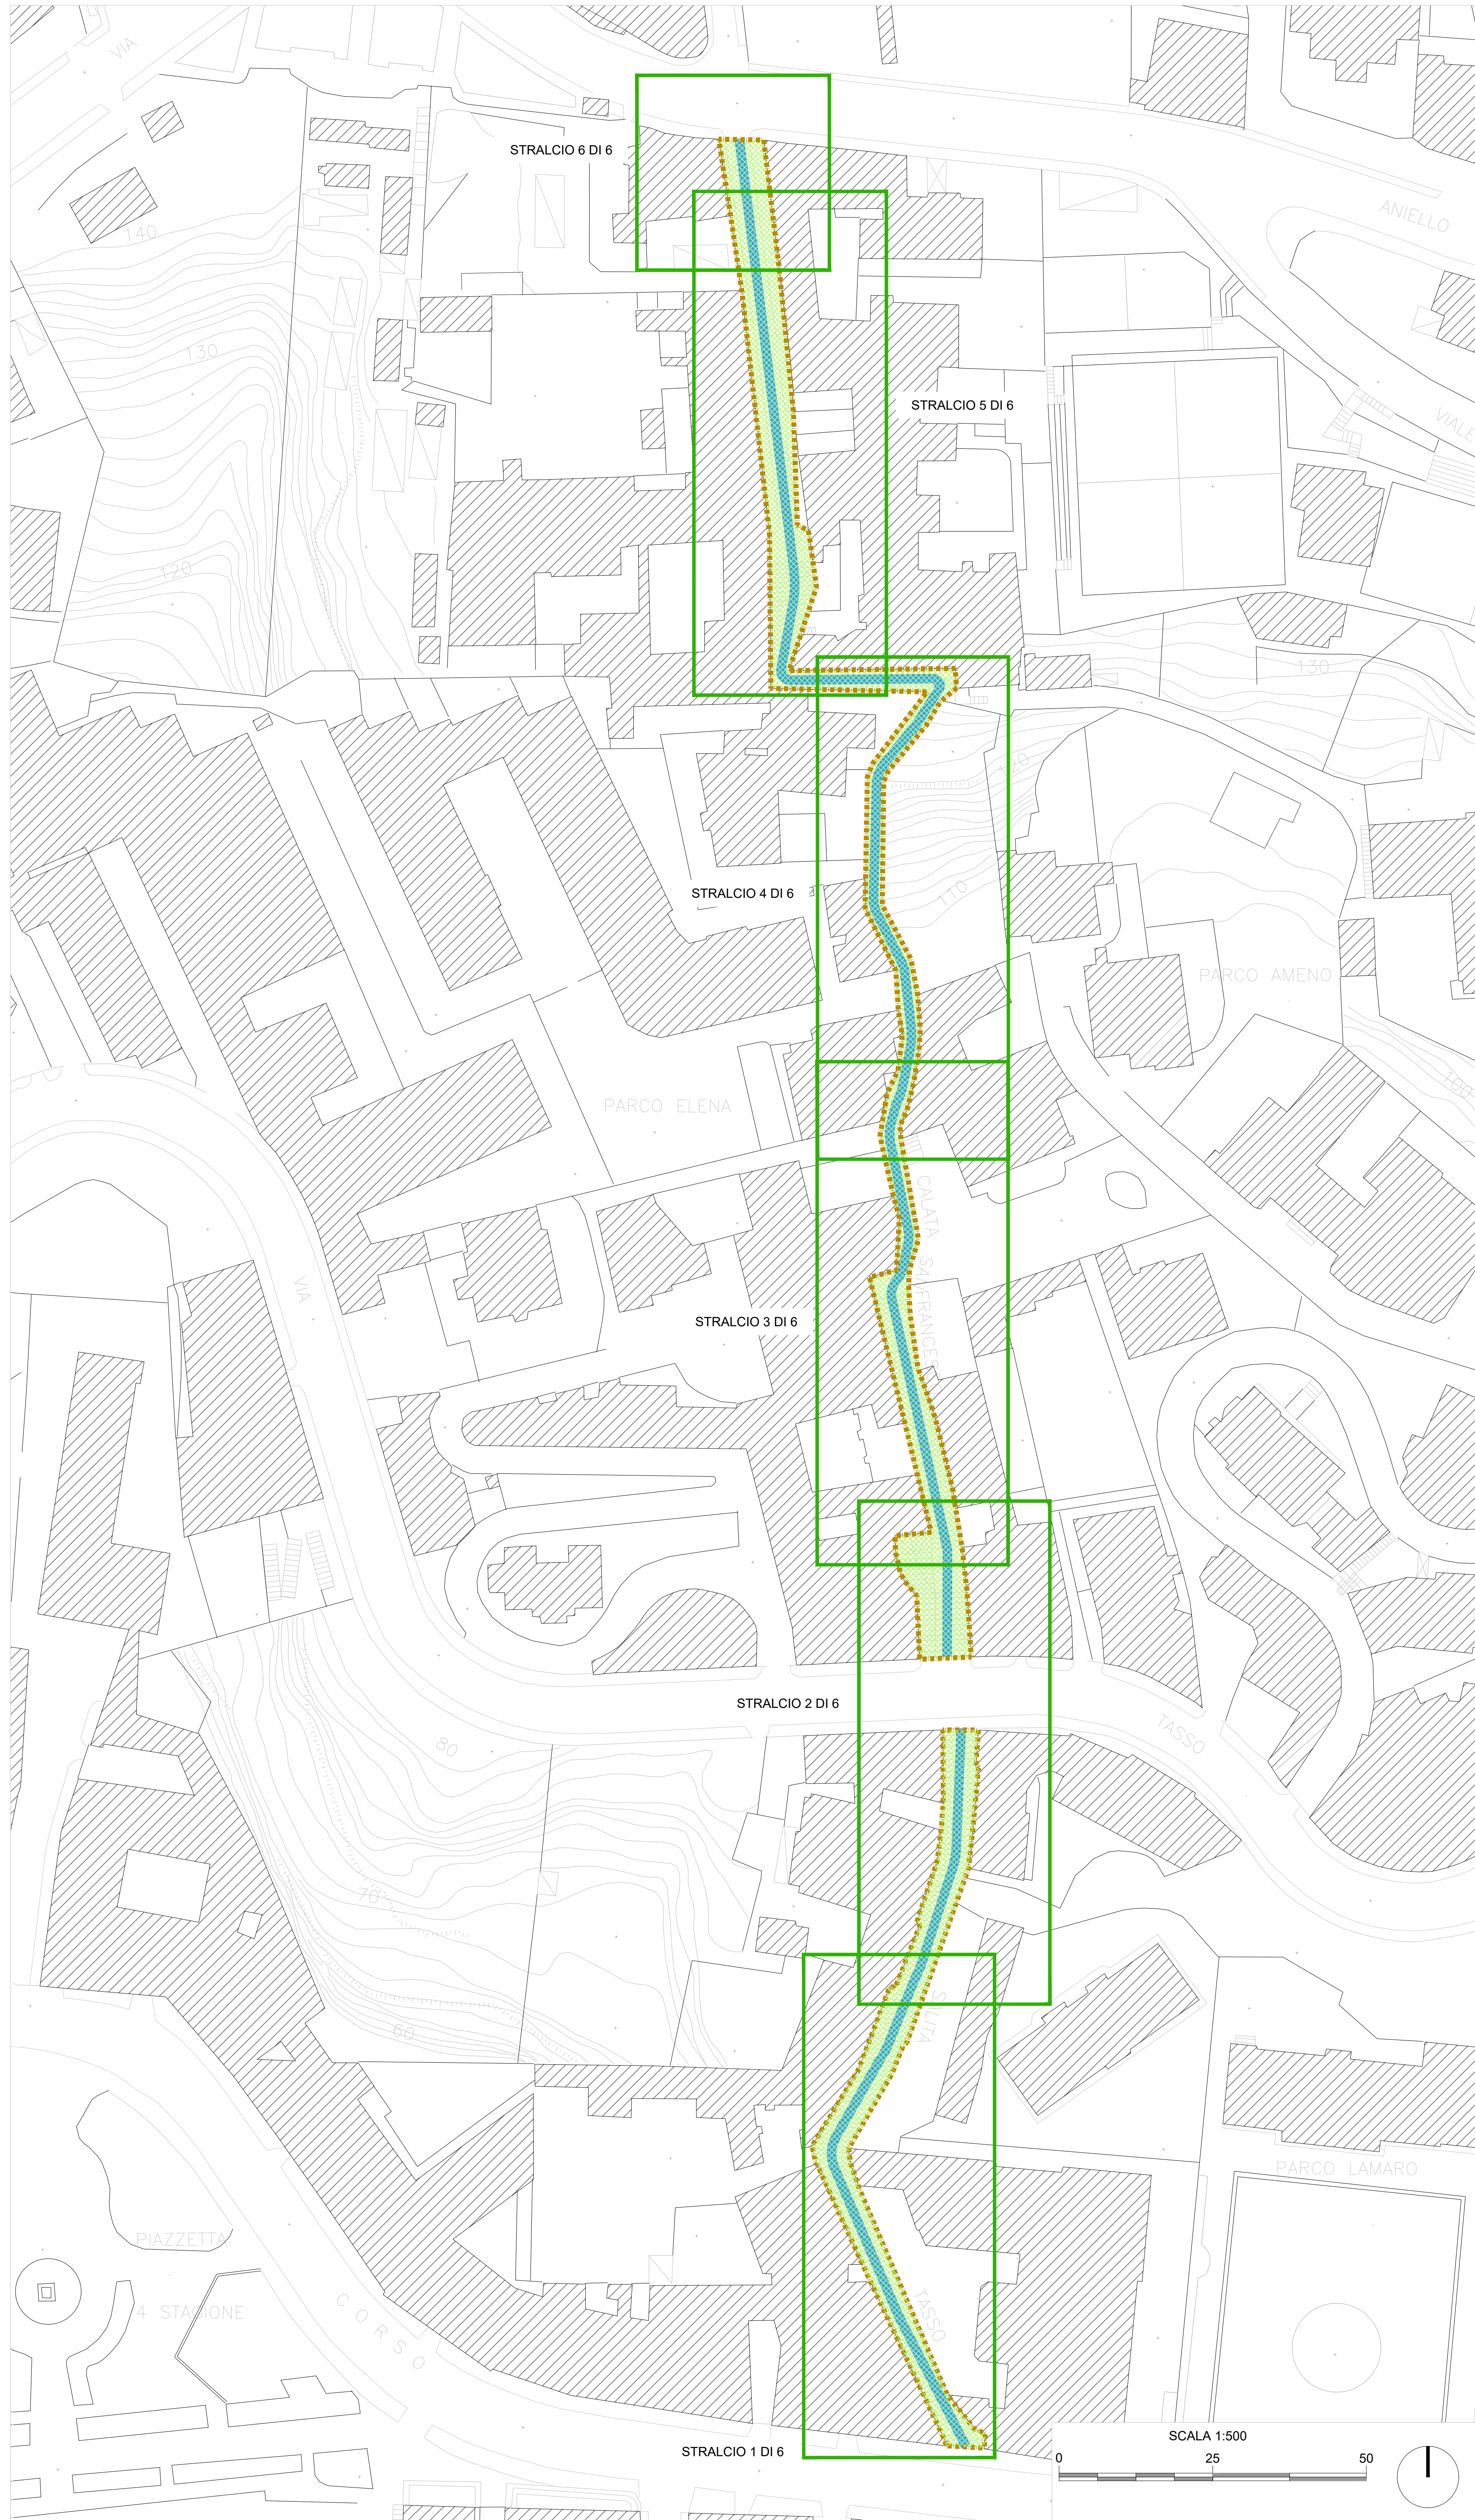 VIA
STRALCIO 6 DI 6
ANIELLO
140
130
STRALCIO 5 DI 6
VIALE
120
130
120
STRALCIO 4 DI 6
110
PARCO AMENO
100
PARCO ELENA
CALATA
VIA
STRALCIO 3 DI 6
STRALCIO 2 DI 6
TASSO
80
70
SALITA
60
PARCO LAMARO
PIAZZETTA
4 STAGIONE
CORSO
TASSO
SCALA 1:500
STRALCIO 1 DI 6
0 25 50